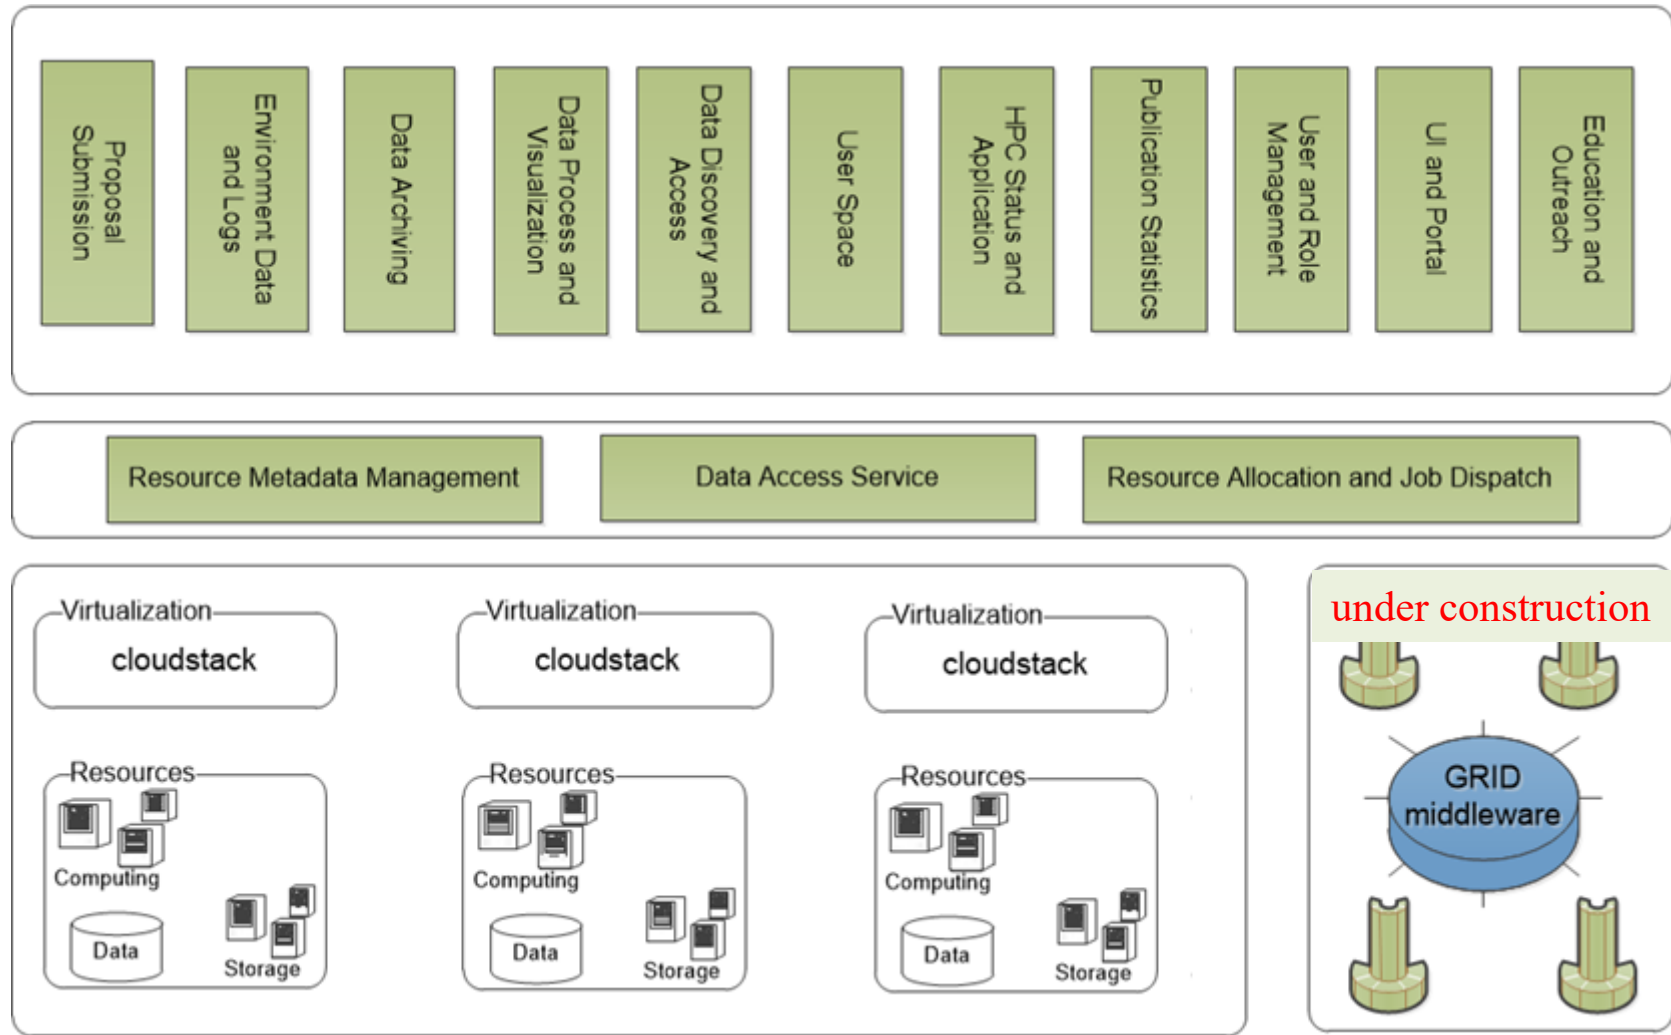 Proposal
Submission
Environment Data
and Logs
Data Archiving
Data Process and
Visualization
Data Discovery and
Access
User Space
HPC Status and
Application
Publication Statistics
User and Role
Management
UI and Portal
Education and
Outreach
Resource Metadata Management
Data Access Service
Resource Allocation and Job Dispatch
Virtualization
cloudstack
Virtualization
cloudstack
Virtualization
cloudstack
Resources
Computing
Data
Storage
Resources
Computing
Data
Storage
Resources
Computing
Data
Storage
under construction
GRID
middleware